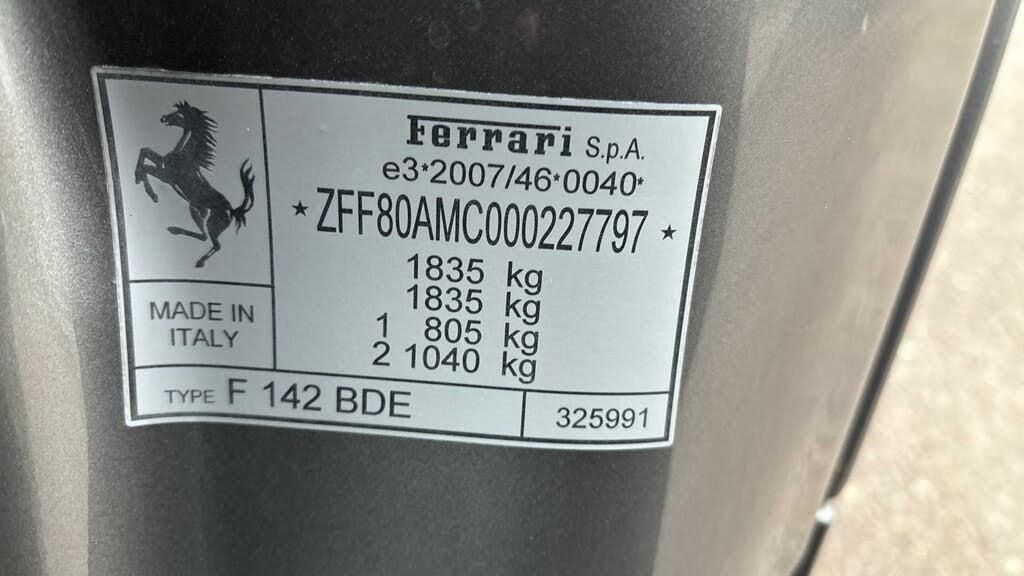 Ferrari S.p.A.
e3*2007/46*0040*
★ ZFF80AMC000227797 ★
1835 kg
1835 kg
1 805 kg
2 1040 kg
MADE IN
ITALY
TYPE F 142 BDE
325991